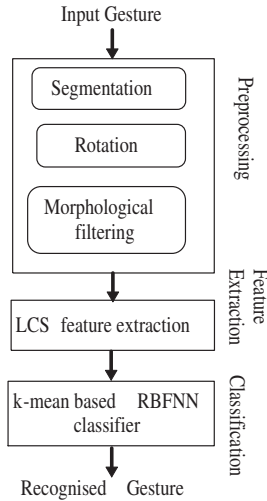 Input Gesture
Segmentation
Rotation
Morphological
filtering
Preprocessing
LCS feature extraction
Feature
Extraction
k-mean based RBFNN
classifier
Classification
Recognised Gesture